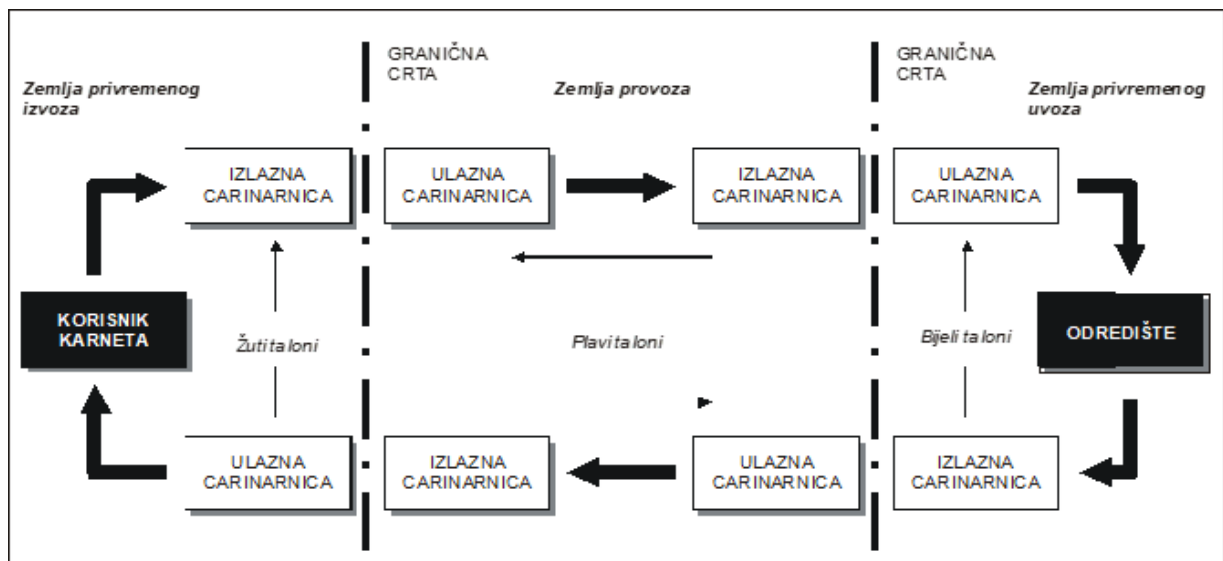 GRANIČNA
CRTA
GRANIČNA
CRTA
Zemlja privremenog
izvoza
Zemlja provoza
Zemlja privremenog
uvoza
IZLAZNA
CARINARNICA
ULAZNA
CARINARNICA
IZLAZNA
CARINARNICA
ULAZNA
CARINARNICA
KORISNIK
KARNETA
Žuti taloni
Plavi taloni
Bijeli taloni
ODREDIŠTE
ULAZNA
CARINARNICA
IZLAZNA
CARINARNICA
ULAZNA
CARINARNICA
IZLAZNA
CARINARNICA